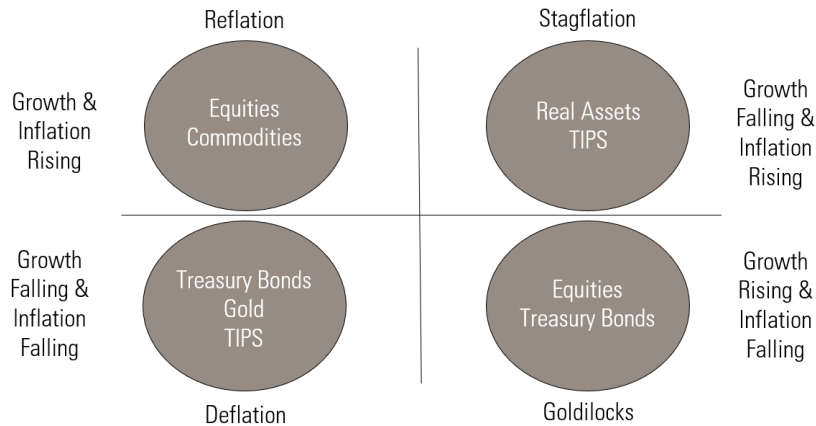 Reflation
Stagflation
Growth &
Inflation
Rising
Equities
Commodities
Real Assets
TIPS
Growth
Falling &
Inflation
Rising
Growth
Falling &
Inflation
Falling
Treasury Bonds
Gold
TIPS
Equities
Treasury Bonds
Growth
Rising &
Inflation
Falling
Deflation
Goldilocks